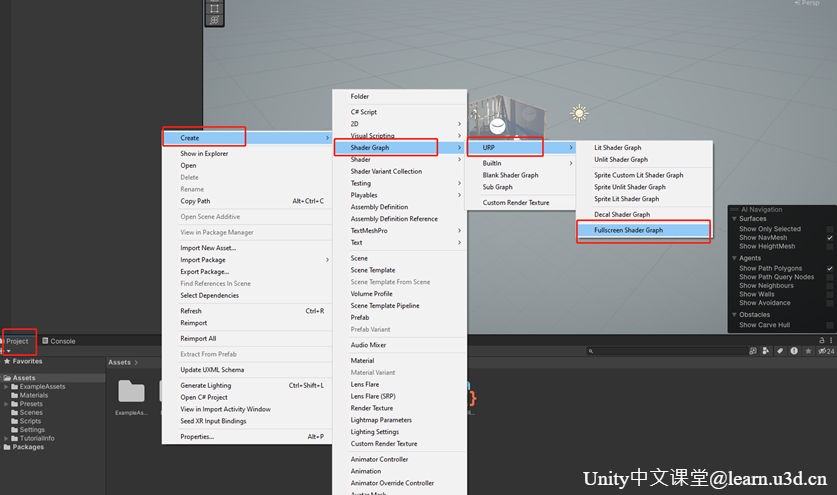 Persp
Create
Show in Explorer
Open
Delete
Rename
Copy Path Alt+Ctrl+C
Open Scene Additive
View in Package Manager
Import New Asset...
Import Package
Export Package...
Find References In Scene
Select Dependencies
Refresh Ctrl+R
Reimport
Reimport All
Extract From Prefab
Update UXML Schema
Generate Lighting Ctrl+Shift+L
Open C# Project
View in Import Activity Window
Seed XR Input Bindings
Properties... Alt+P
Folder
C# Script
2D
Visual Scripting
Shader Graph
Shader
Shader Variant Collection
Testing
Playables
Assembly Definition
Assembly Definition Reference
TextMeshPro
Text
Scene
Scene Template
Scene Template From Scene
Volume Profile
Scene Template Pipeline
Prefab
Prefab Variant
Audio Mixer
Material
Material Variant
Lens Flare
Lens Flare (SRP)
Render Texture
Lightmap Parameters
Lighting Settings
Custom Render Texture
Animator Controller
Animation
Animator Override Controller
Avatar Mask
URP
BuiltIn
Blank Shader Graph
Sub Graph
Custom Render Texture
Lit Shader Graph
Unlit Shader Graph
Sprite Custom Lit Shader Graph
Sprite Unlit Shader Graph
Sprite Lit Shader Graph
Decal Shader Graph
Fullscreen Shader Graph
AI Navigation
Surfaces
Show Only Selected
Show NavMesh
Show HeightMesh
Agents
Show Path Polygons
Show Path Query Nodes
Show Neighbours
Show Walls
Show Avoidance
Obstacles
Show Carve Hull
Project
Console
24
Favorites
Assets
ExampleAssets
Materials
Presets
Scenes
Scripts
Settings
TutorialInfo
Packages
Assets
ExampleAs...
Unity中文课堂@learn.u3d.cn